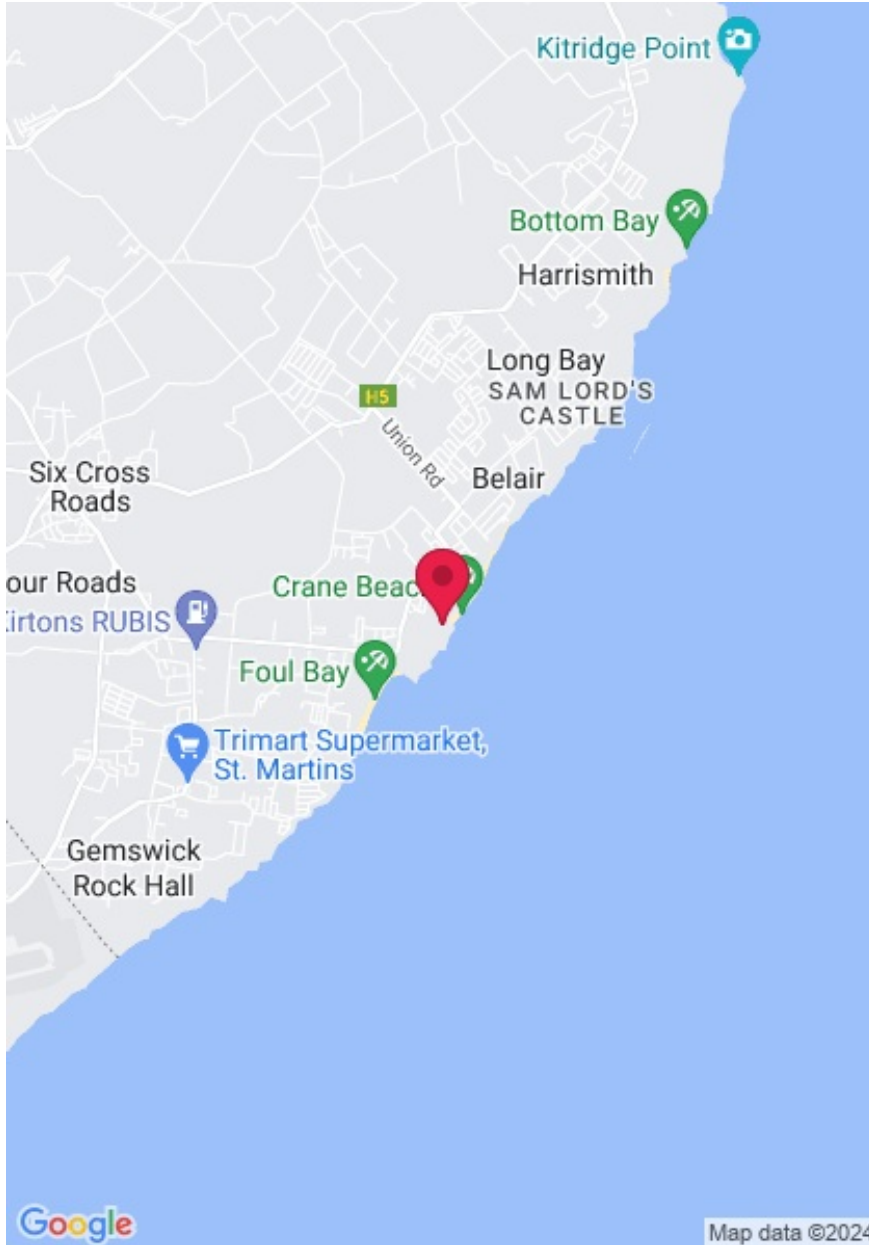 Kitridge Point
Bottom Bay
Harrismith
Long Bay
SAM LORD'S
CASTLE
H5
Union Rd
Six Cross
Roads
Belair
our Roads
Crane Beac
Kirtons RUBIS
Foul Bay
Trimart Supermarket,
St. Martins
Gemswick
Rock Hall
Google
Map data ©2024